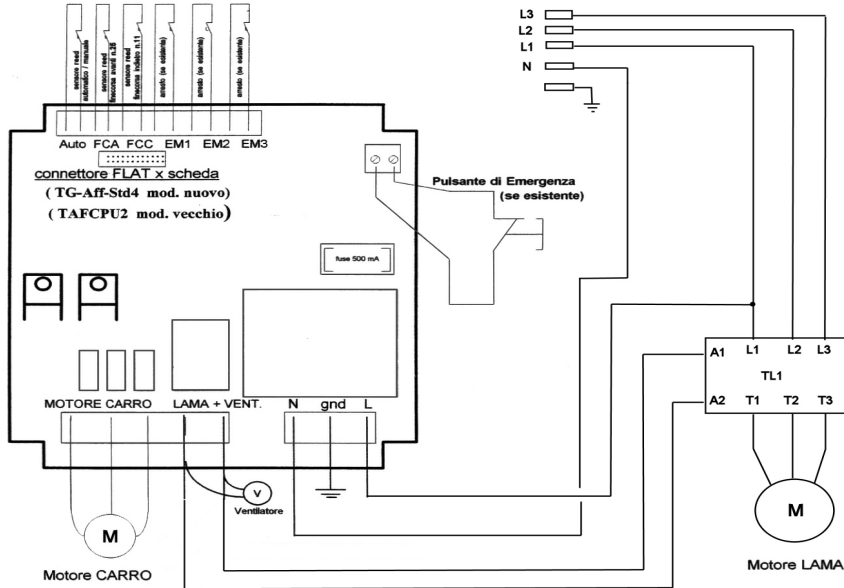 sensore reed
automatico / manuale
sensore reed
finecorsa avanti n.26
sensore reed
finecorsa indietro n.11
arresto (se esistente)
arresto (se esistente)
arresto (se esistente)
Auto FCA FCC EM1 EM2 EM3
connettore FLAT x scheda
( TG-Aff-Std4 mod. nuovo)
( TAFCPU2 mod. vecchio)
L3
L2
L1
N
Pulsante di Emergenza
(se esistente)
fuse 500 mA
MOTORE CARRO LAMA + VENT. N gnd L
A1 L1 L2 L3
TL1
A2 T1 T2 T3
V
Ventilatore
M
Motore CARRO
M
Motore LAMA